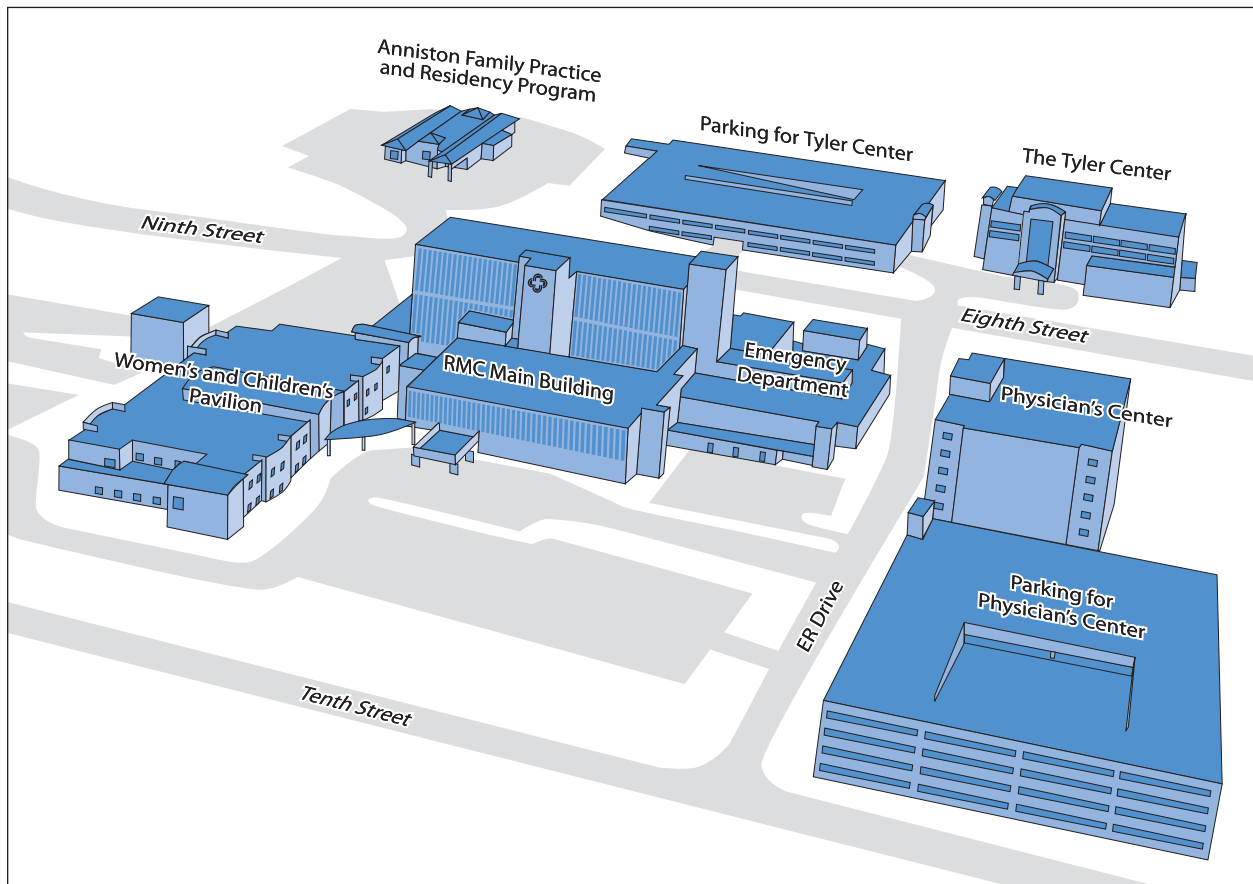 Anniston Family Practice
and Residency Program
Parking for Tyler Center
The Tyler Center
Ninth Street
Eighth Street
Women's and Children's
Pavilion
RMC Main Building
Emergency
Department
Physician's Center
Parking for
Physician's Center
ER Drive
Tenth Street